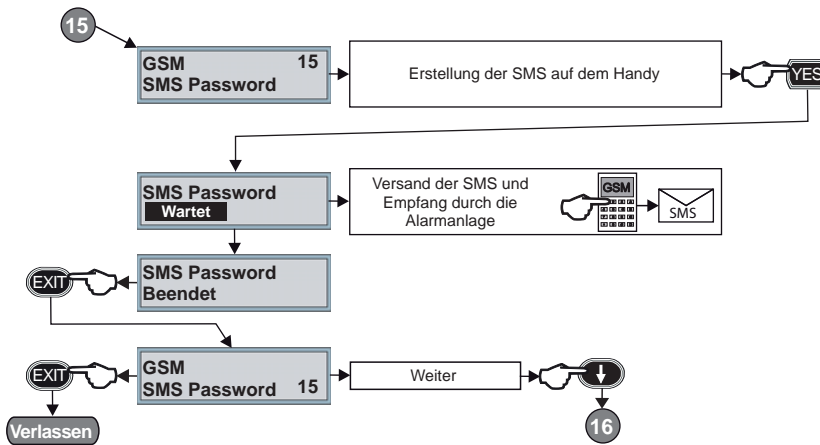 15
GSM 15
SMS Password
Erstellung der SMS auf dem Handy
YES
SMS Password
Wartet
Versand der SMS und
Empfang durch die
Alarmanlage
GSM
SMS
EXIT
SMS Password
Beendet
EXIT
GSM
SMS Password 15
Weiter
Verlassen
16